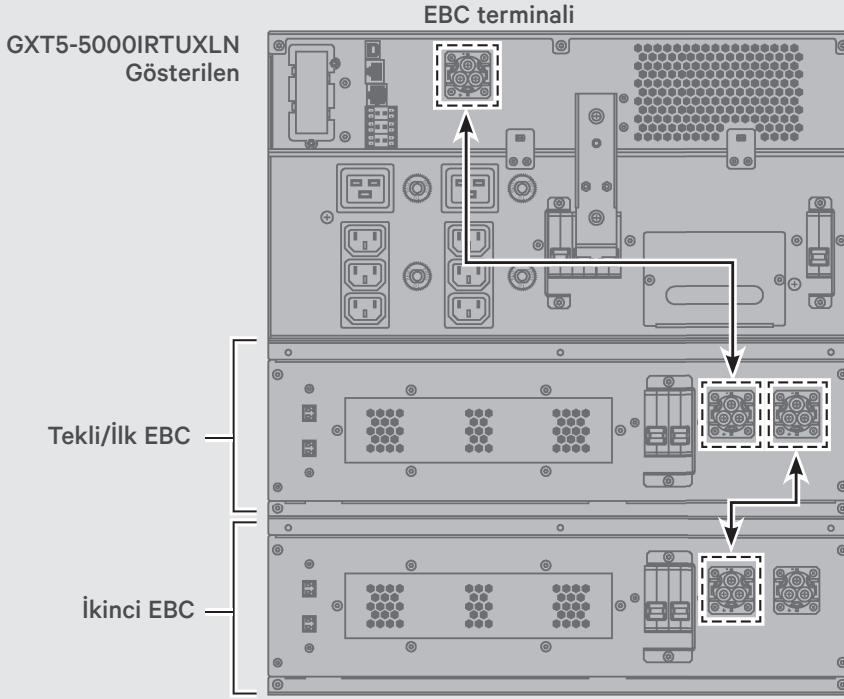 EBC terminali
GXT5-5000IRTUXLN
Gösterilen
Tekli/İlk EBC
İkinci EBC